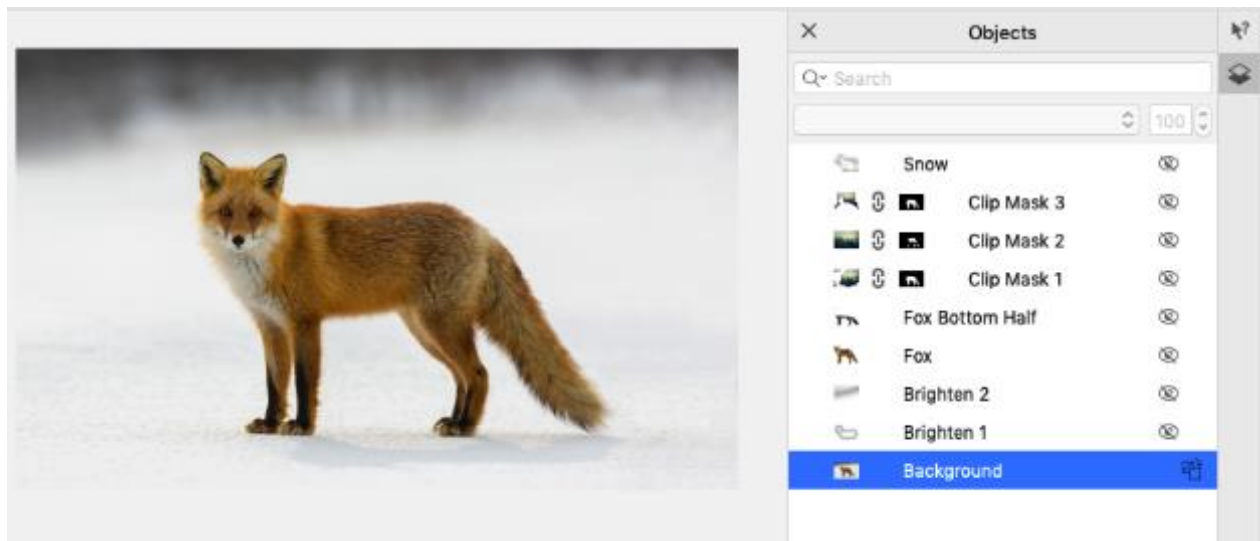 Objects
Search
100
Snow
Clip Mask 3
Clip Mask 2
Clip Mask 1
Fox Bottom Half
Fox
Brighten 2
Brighten 1
Background